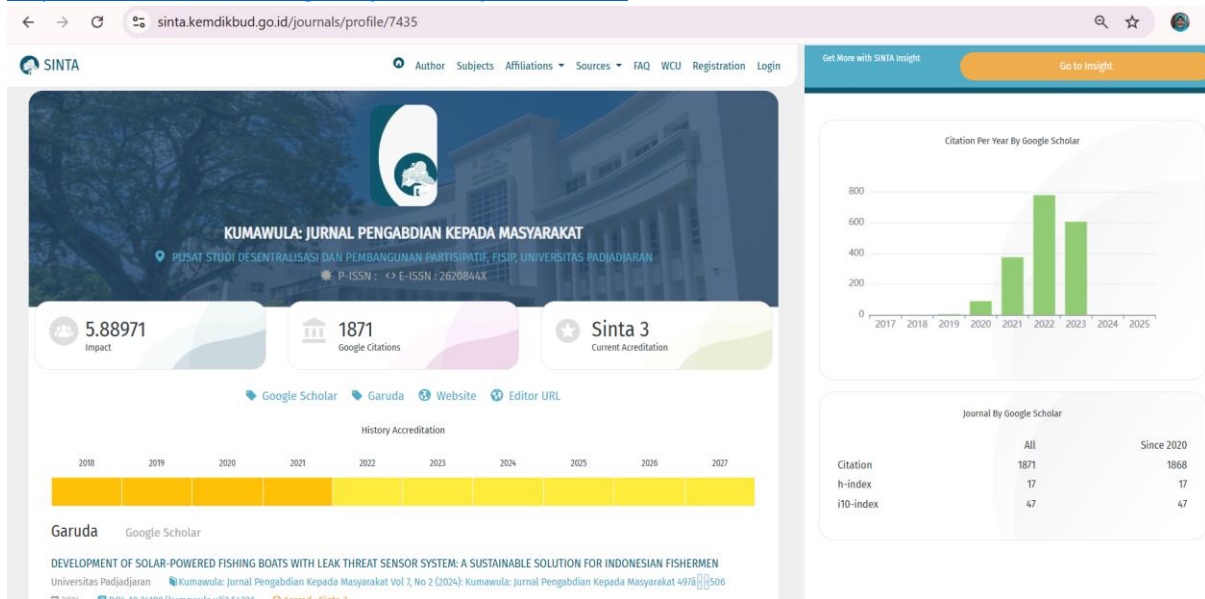 sinta.kemdikbud.go.id/journals/profile/7435
SINTA
Author Subjects Affiliations Sources FAQ WCU Registration Login
Get More with SINTA Insight
Go to Insight
KUMAWULA: JURNAL PENGABDIAN KEPADA MASYARAKAT
PUSAT STUDI DESENTRALISASI DAN PEMBANGUNAN PARTISIPATIF, FISIP, UNIVERSITAS PADJADJARAN
P-ISSN : <> E-ISSN : 2620844X
5.88971
Impact
1871
Google Citations
Sinta 3
Current Acreditation
Google Scholar Garuda Website Editor URL
History Accreditation
2018 2019 2020 2021 2022 2023 2024 2025 2026 2027
Garuda Google Scholar
DEVELOPMENT OF SOLAR-POWERED FISHING BOATS WITH LEAK THREAT SENSOR SYSTEM: A SUSTAINABLE SOLUTION FOR INDONESIAN FISHERMEN
Universitas Padjadjaran Kumawula: Jurnal Pengabdian Kepada Masyarakat Vol 7, No 2 (2024): Kumawula: Jurnal Pengabdian Kepada Masyarakat 497â506
Citation Per Year By Google Scholar
800
600
400
200
0
2017 2018 2019 2020 2021 2022 2023 2024 2025
Journal By Google Scholar
All Since 2020
Citation 1871 1868
h-index 17 17
i10-index 47 47